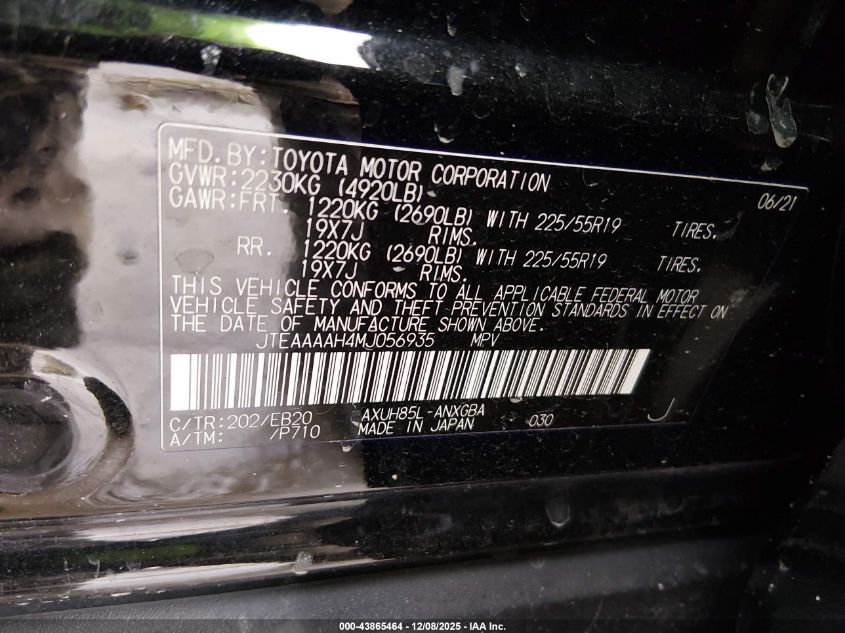 MFD. BY: TOYOTA MOTOR CORPORATION 06/21
GVWR: 2230KG (4920LB)
GAWR: FRT. 1220KG (2690LB) WITH 225/55R19 TIRES.
19X7J RIMS.
RR. 1220KG (2690LB) WITH 225/55R19 TIRES.
19X7J RIMS.
THIS VEHICLE CONFORMS TO ALL APPLICABLE FEDERAL MOTOR
VEHICLE SAFETY AND THEFT PREVENTION STANDARDS IN EFFECT ON
THE DATE OF MANUFACTURE SHOWN ABOVE.
JTEAAAAH4MJ056935 MPV
C/TR: 202/EB20 AXUH85L-ANXGBA 030 J
A/TM: /P710 MADE IN JAPAN
000-43865464 - 12/08/2025 - IAA Inc.